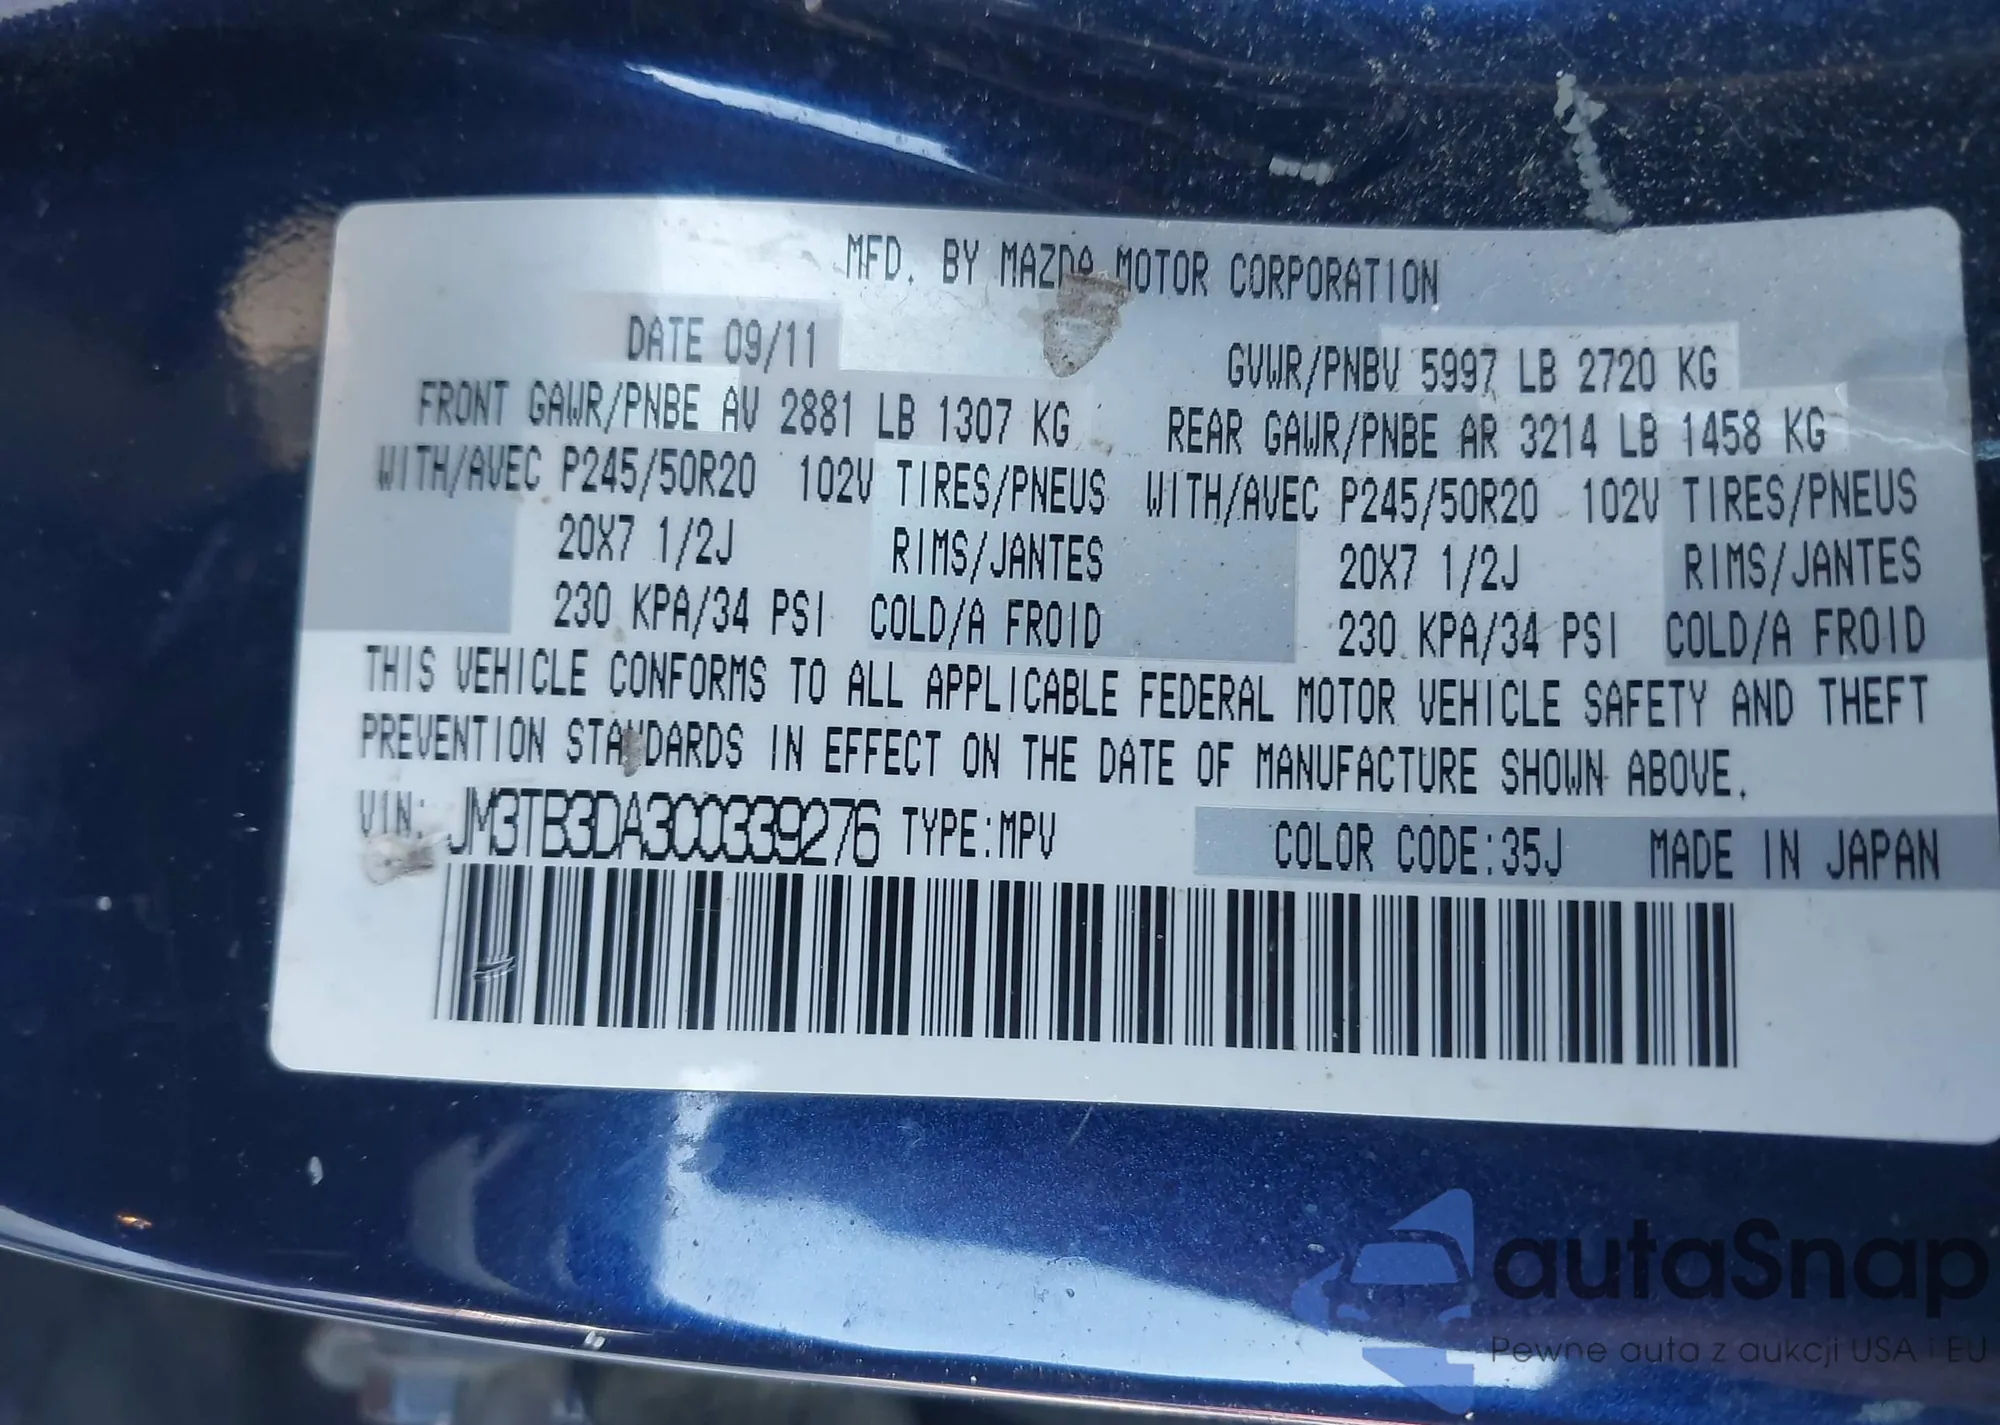 MFD. BY MAZDA MOTOR CORPORATION
DATE 09/11 GVWR/PNBV 5997 LB 2720 KG
FRONT GAWR/PNBE AV 2881 LB 1307 KG REAR GAWR/PNBE AR 3214 LB 1458 KG
WITH/AVEC P245/50R20 102V TIRES/PNEUS WITH/AVEC P245/50R20 102V TIRES/PNEUS
20X7 1/2J RIMS/JANTES 20X7 1/2J RIMS/JANTES
230 KPA/34 PSI COLD/A FROID 230 KPA/34 PSI COLD/A FROID
THIS VEHICLE CONFORMS TO ALL APPLICABLE FEDERAL MOTOR VEHICLE SAFETY AND THEFT
PREVENTION STANDARDS IN EFFECT ON THE DATE OF MANUFACTURE SHOWN ABOVE.
VIN: JM3TB3DA3C0339276 TYPE:MPV COLOR CODE:35J MADE IN JAPAN
autaSnap
Pewne auta z aukcji USA i EU